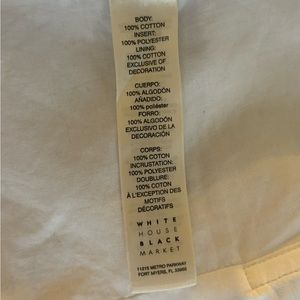 BODY:
100% COTTON
INSERT:
100% POLYESTER
LINING:
100% COTTON
EXCLUSIVE OF
DECORATION
CUERPO:
100% ALGODÓN
AÑADIDO:
100% poliéster
FORRO:
100% ALGODÓN
EXCLUSIVO DE LA
DECORACIÓN
CORPS:
100% COTON
INCRUSTATION:
100% POLYESTER
DOUBLURE:
100% COTON
À L'EXCEPTION DES
MOTIFS
DÉCORATIFS
WHITE
HOUSE
BLACK
MARKET
11215 METRO PARKWAY
FORT MYERS, FL 33966